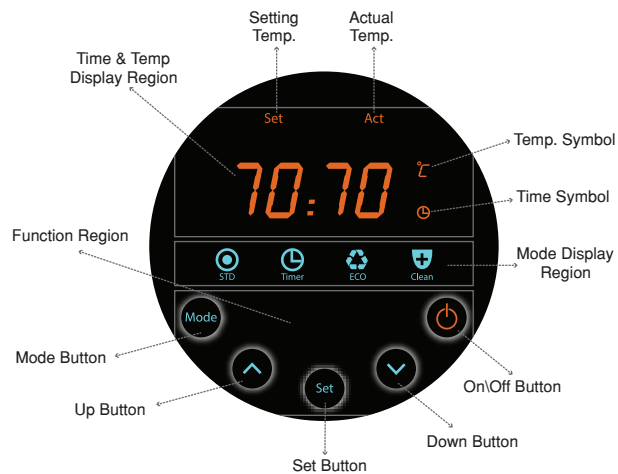 Setting
Temp.
Actual
Temp.
Time & Temp
Display Region
Set
Act
70:70
℃
Temp. Symbol
Time Symbol
Function Region
Mode Display
Region
STD
Timer
ECO
Clean
Mode
Mode Button
Set
On\Off Button
Up Button
Down Button
Set Button